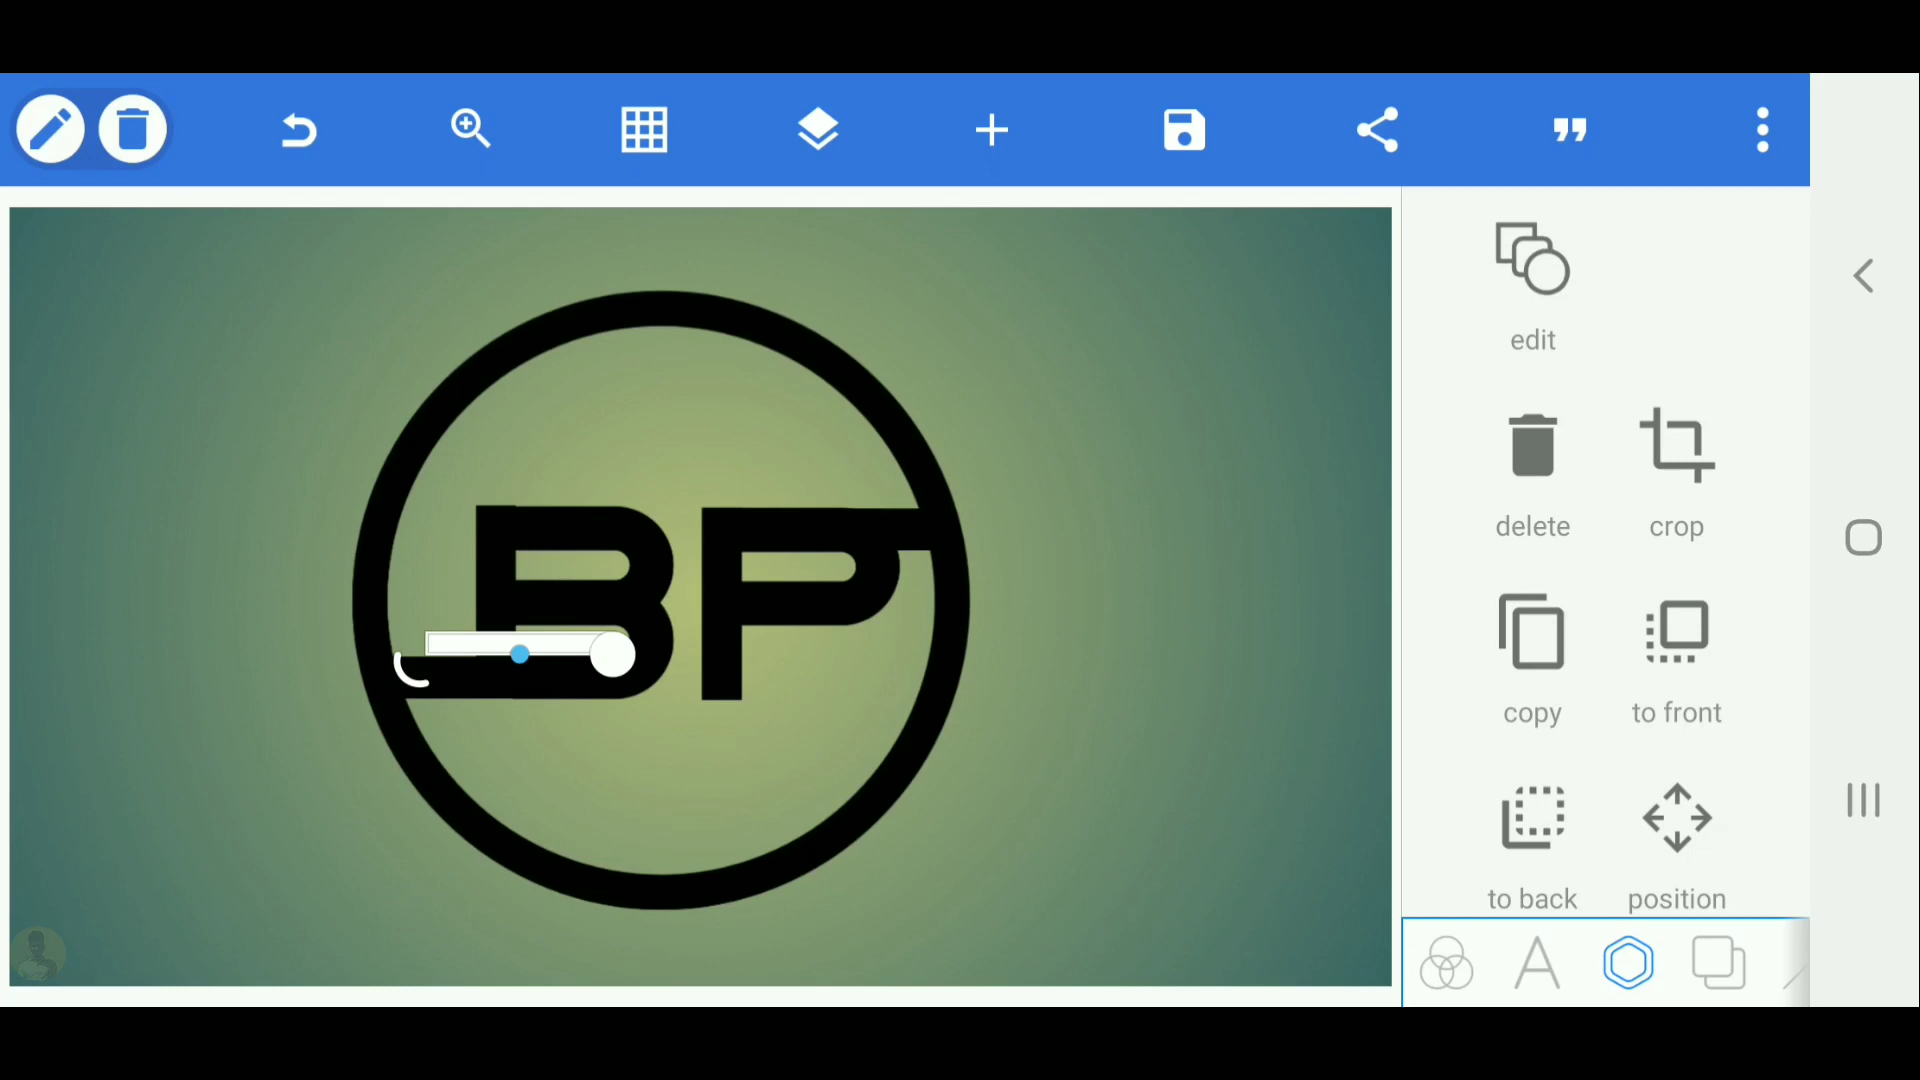 BP
edit
delete
crop
copy
to front
to back
position